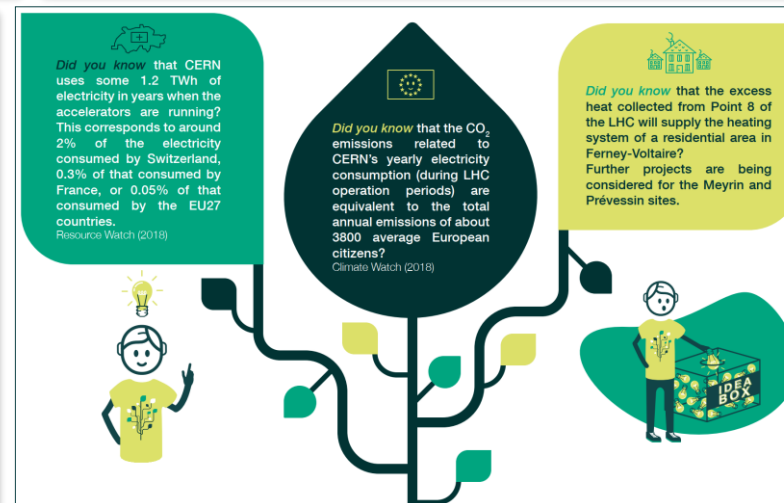 Did you know that CERN
uses some 1.2 TWh of
electricity in years when the
accelerators are running?
This corresponds to around
2% of the electricity
consumed by Switzerland,
0.3% of that consumed by
France, or 0.05% of that
consumed by the EU27
countries.
Resource Watch (2018)
Did you know that the CO₂
emissions related to
CERN's yearly electricity
consumption (during LHC
operation periods) are
equivalent to the total
annual emissions of about
3800 average European
citizens?
Climate Watch (2018)
Did you know that the excess
heat collected from Point 8 of
the LHC will supply the heating
system of a residential area in
Ferney-Voltaire?
Further projects are being
considered for the Meyrin and
Prévessin sites.
IDEA
BOX